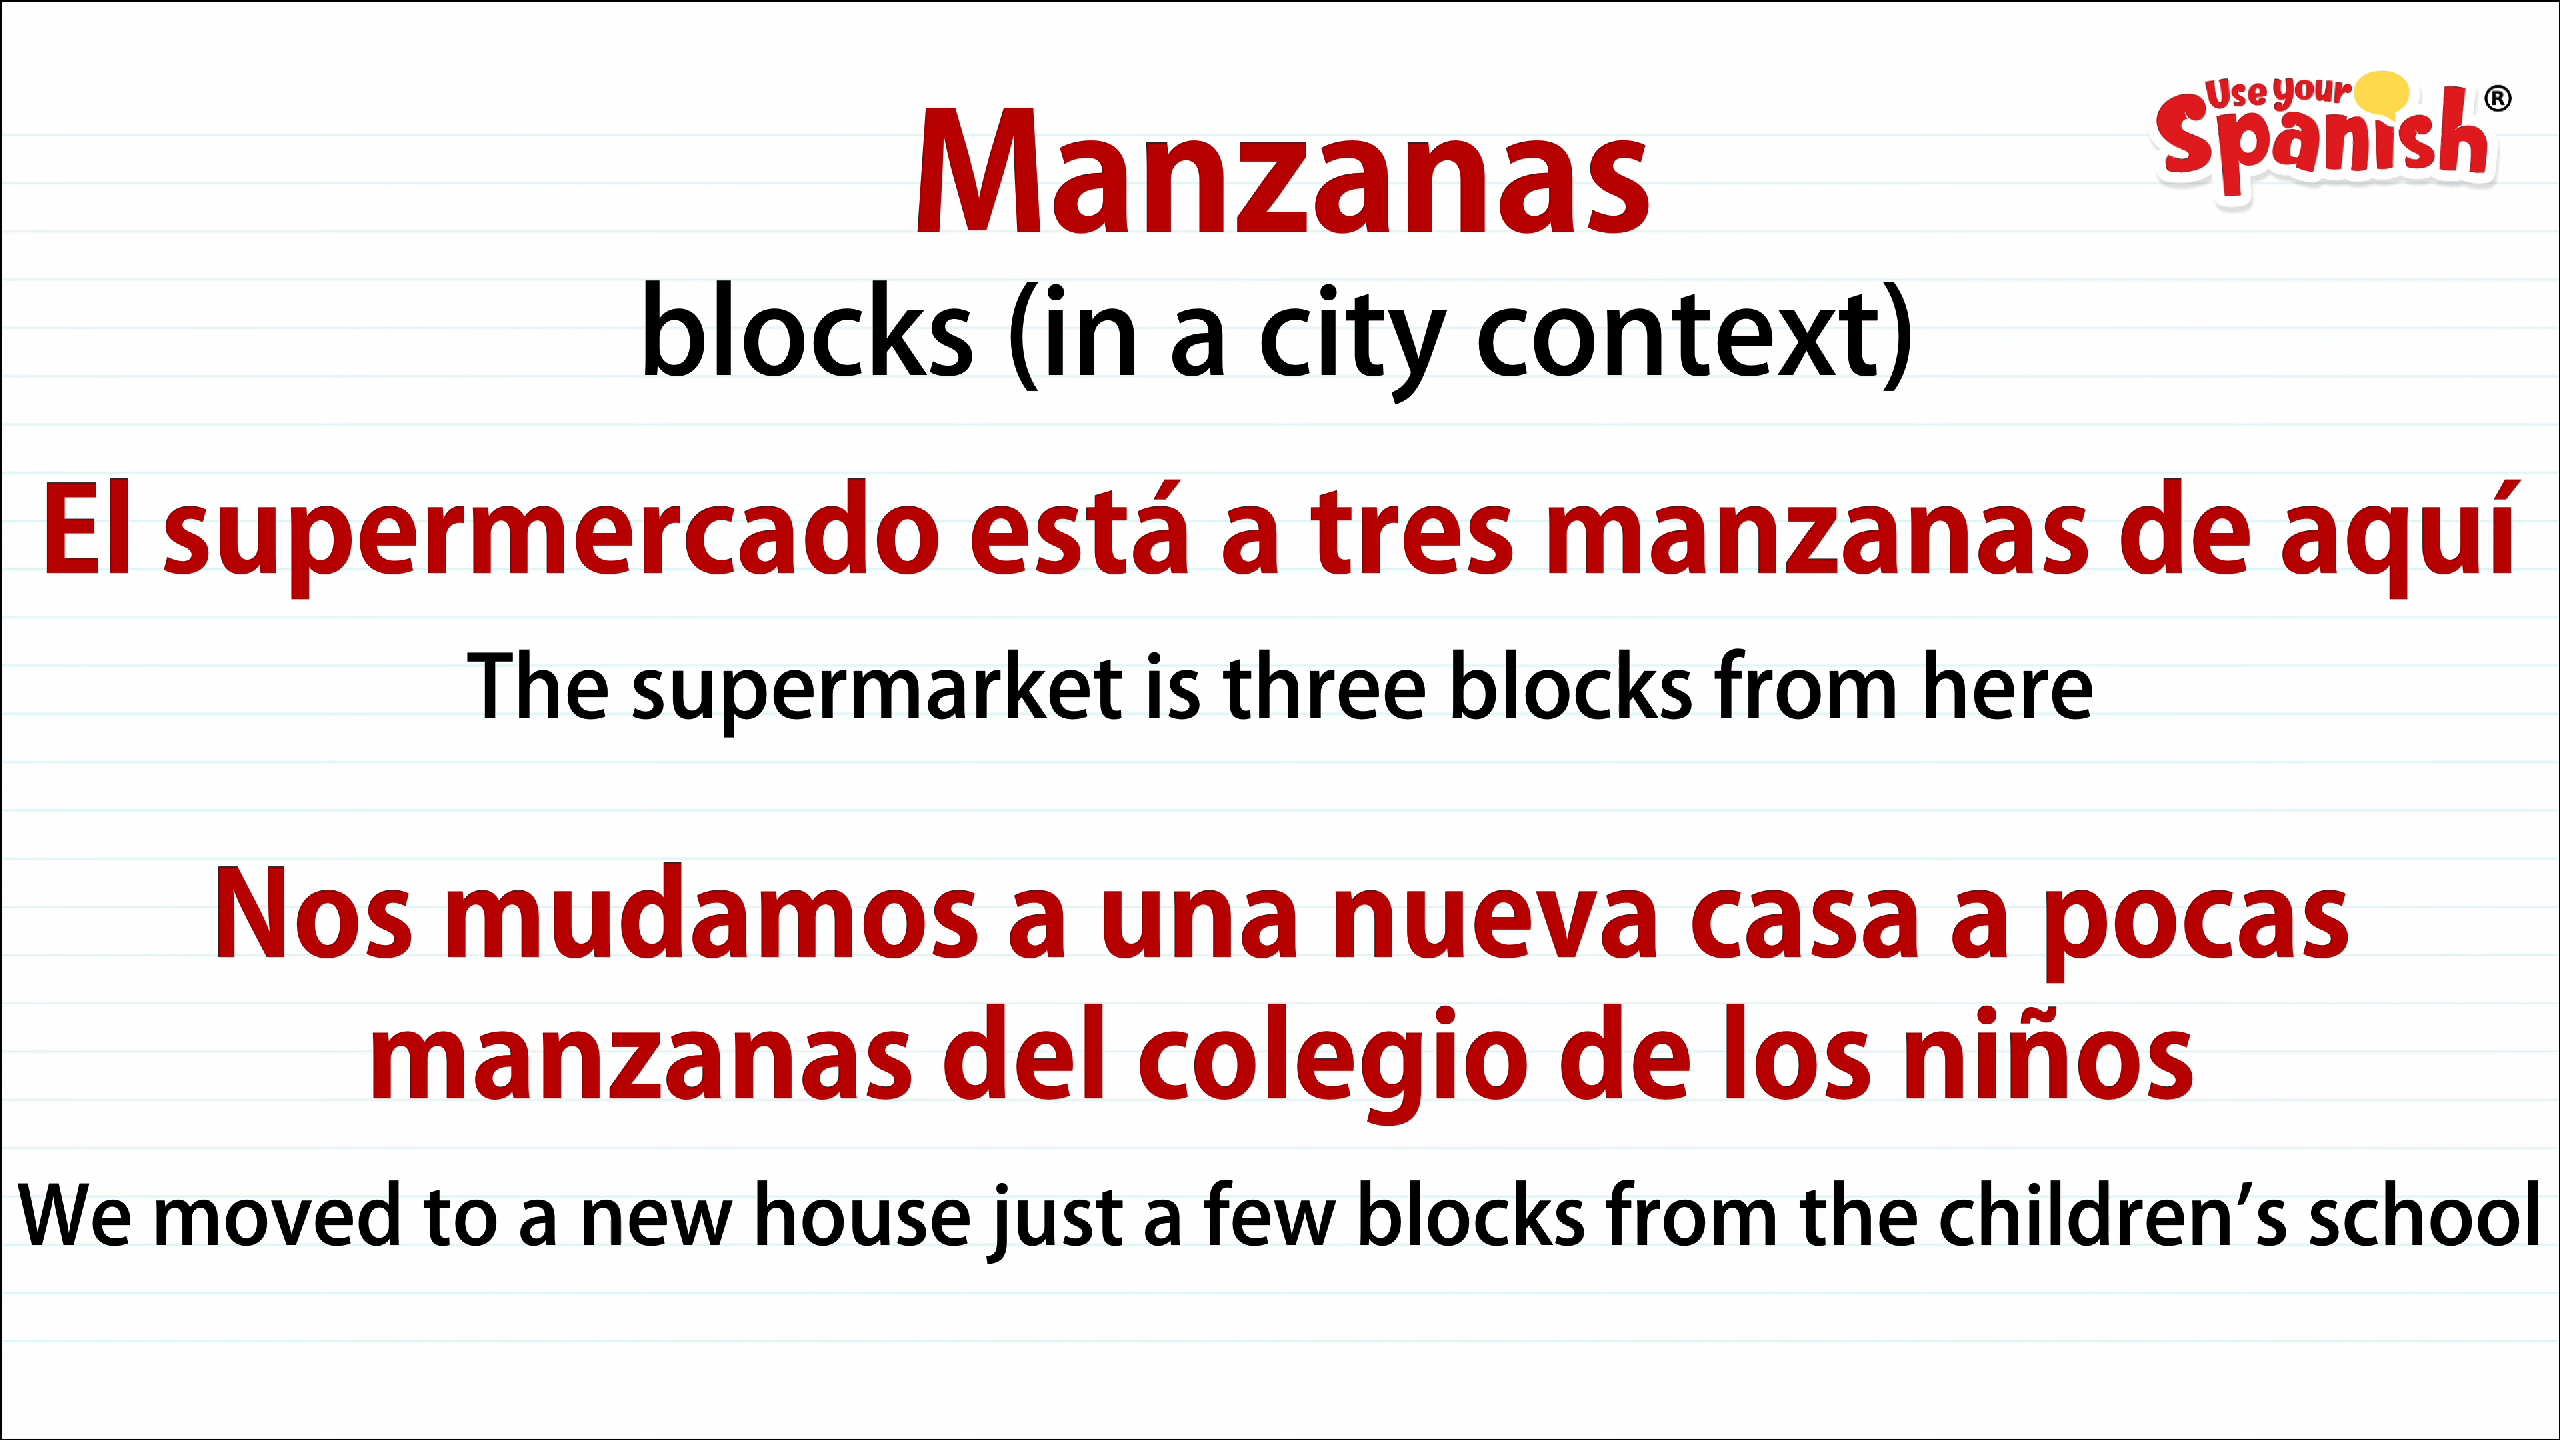 Use your
Spanish®
Manzanas
blocks (in a city context)
El supermercado está a tres manzanas de aquí
The supermarket is three blocks from here
Nos mudamos a una nueva casa a pocas
manzanas del colegio de los niños
We moved to a new house just a few blocks from the children’s school